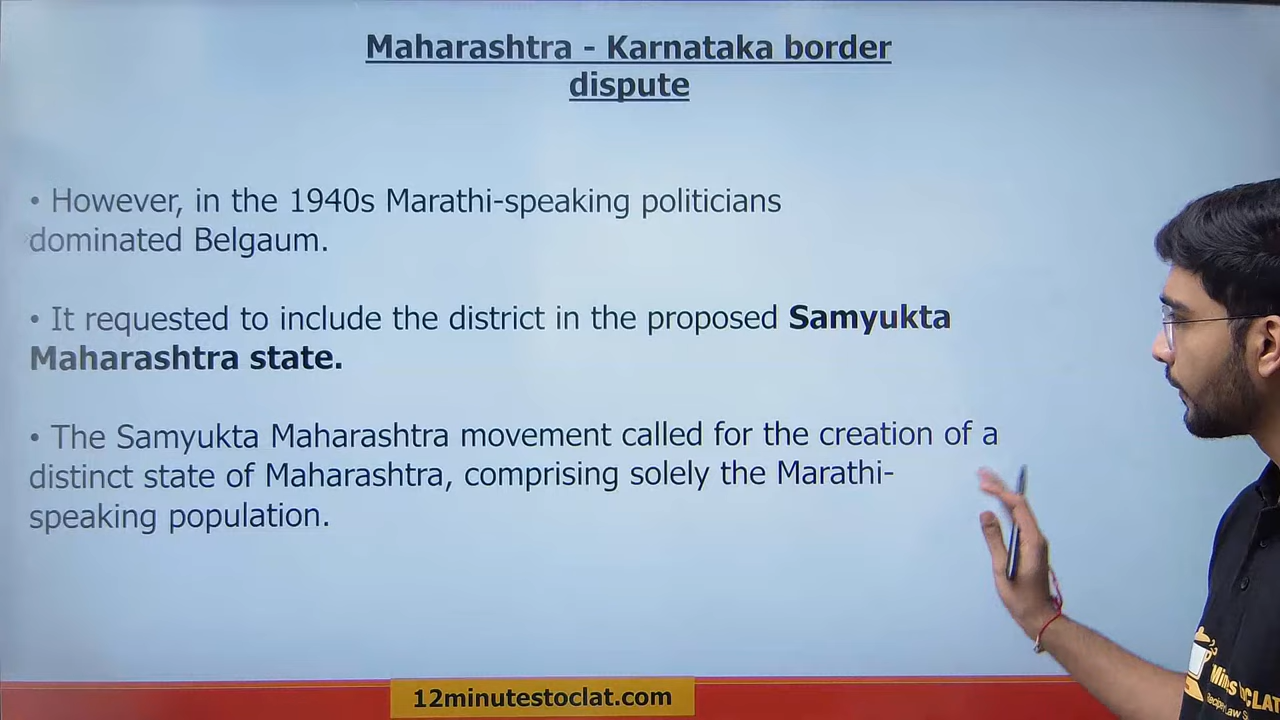 Maharashtra - Karnataka border
dispute
• However, in the 1940s Marathi-speaking politicians
dominated Belgaum.
• It requested to include the district in the proposed Samyukta
Maharashtra state.
• The Samyukta Maharashtra movement called for the creation of a
distinct state of Maharashtra, comprising solely the Marathi-
speaking population.
12minutestoclat.com